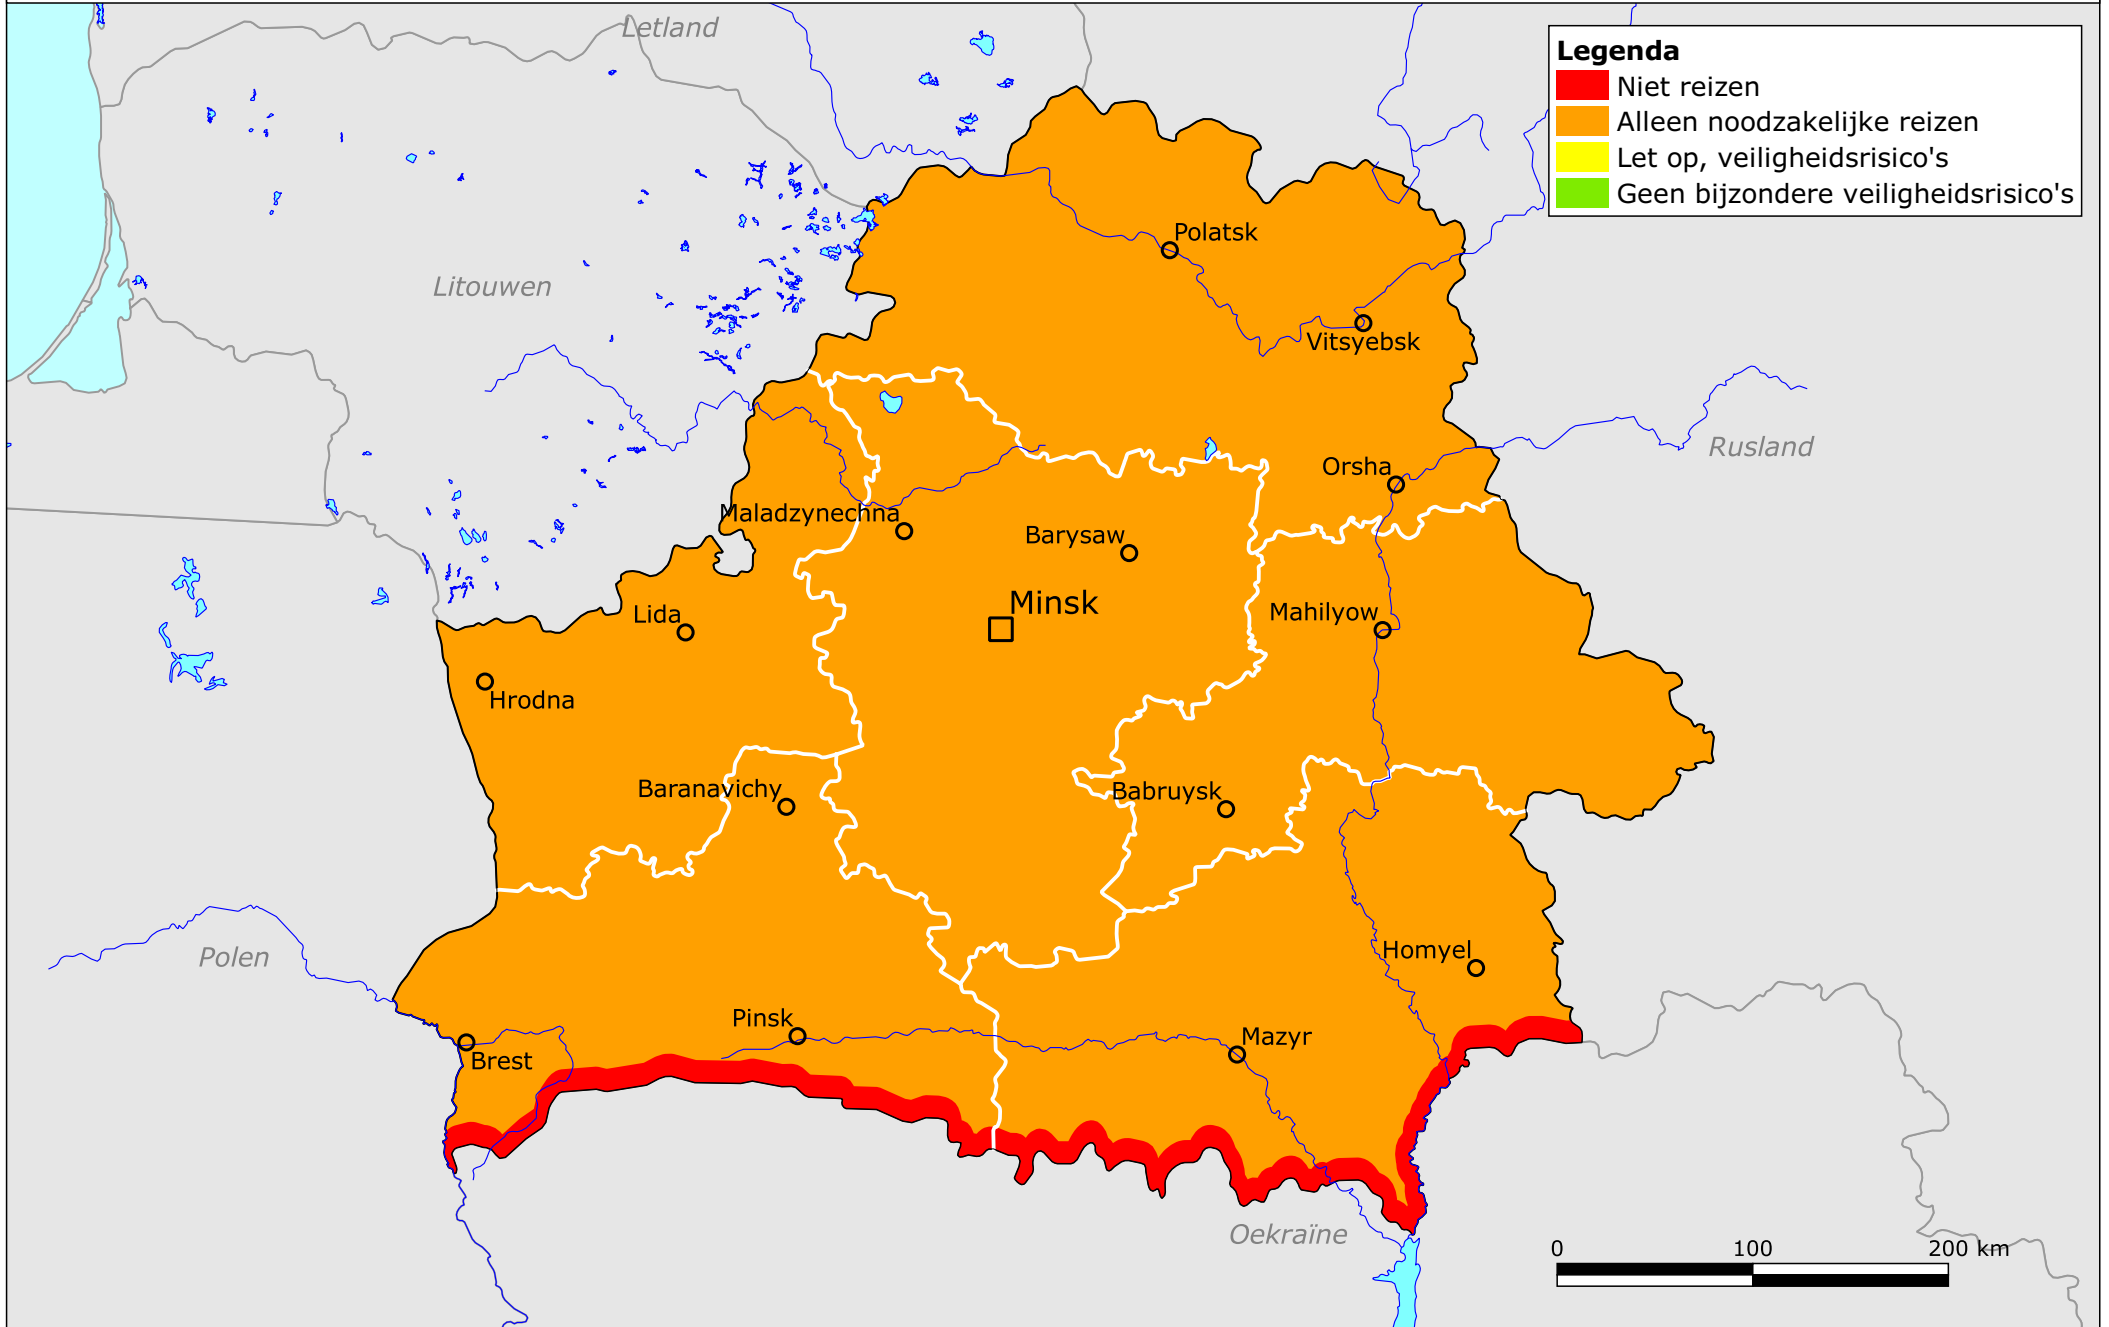 Letland
Legenda
Niet reizen
Alleen noodzakelijke reizen
Let op, veiligheidsrisico's
Geen bijzondere veiligheidsrisico's
Polatsk
Litouwen
Vitsyebsk
Rusland
Orsha
Maladzynechna
Barysaw
Minsk
Lida
Mahilyow
Hrodna
Baranavichy
Babruysk
Homyel
Polen
Pinsk
Mazyr
Brest
Oekraïne
0 100 200 km